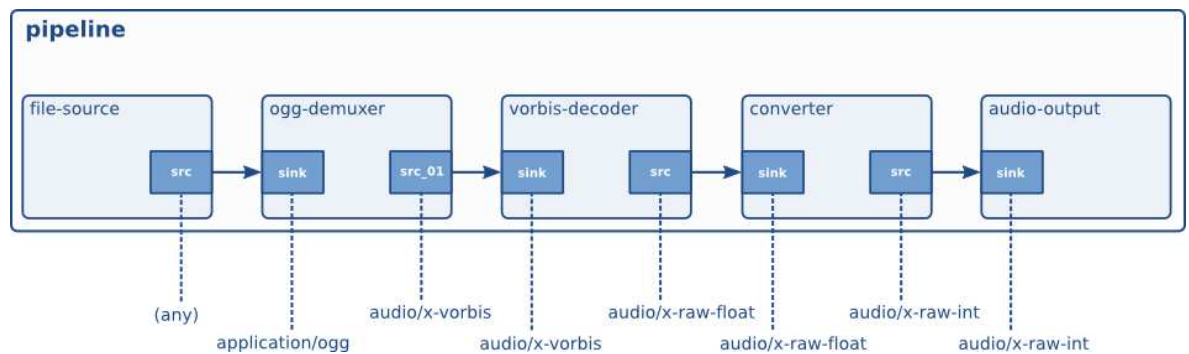 pipeline
file-source
ogg-demuxer
vorbis-decoder
converter
audio-output
src
sink
src_01
sink
src
sink
src
sink
(any)
application/ogg
audio/x-vorbis
audio/x-vorbis
audio/x-raw-float
audio/x-raw-float
audio/x-raw-int
audio/x-raw-int